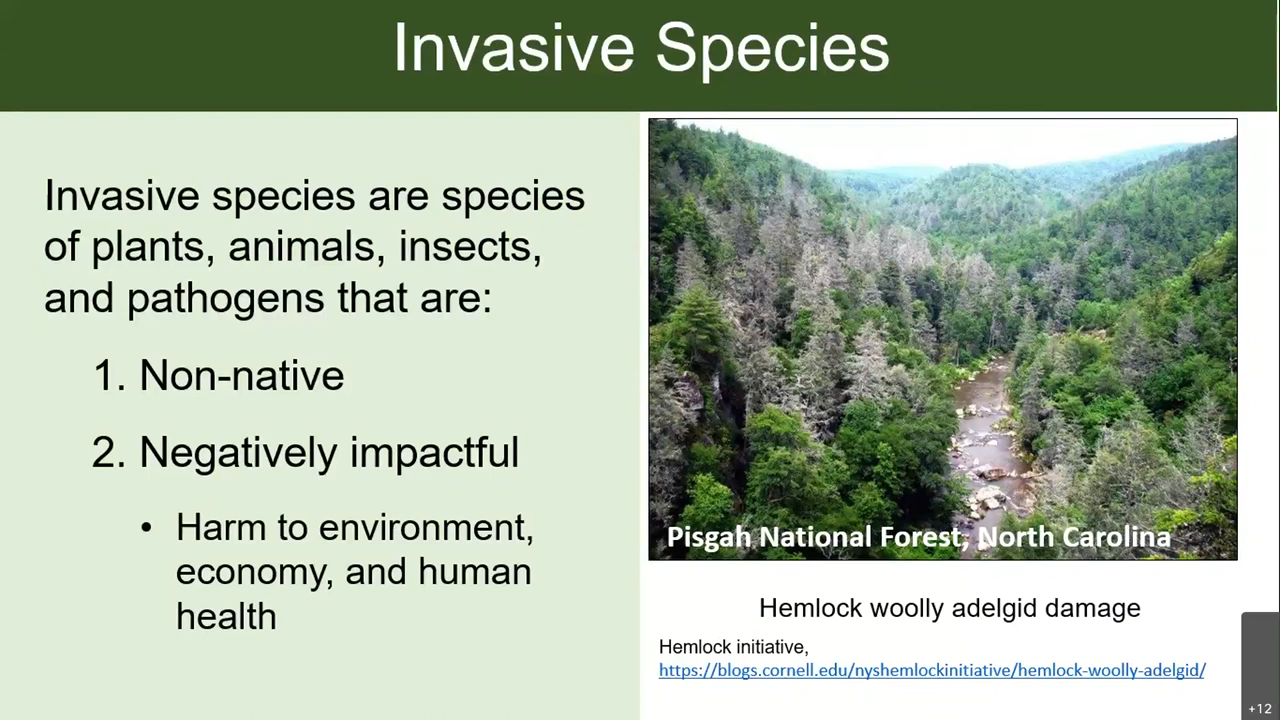 Invasive Species
Invasive species are species
of plants, animals, insects,
and pathogens that are:
1. Non-native
2. Negatively impactful
• Harm to environment,
economy, and human
health
Pisgah National Forest, North Carolina
Hemlock woolly adelgid damage
Hemlock initiative,
https://blogs.cornell.edu/nyshemlockinitiative/hemlock-woolly-adelgid/
+12